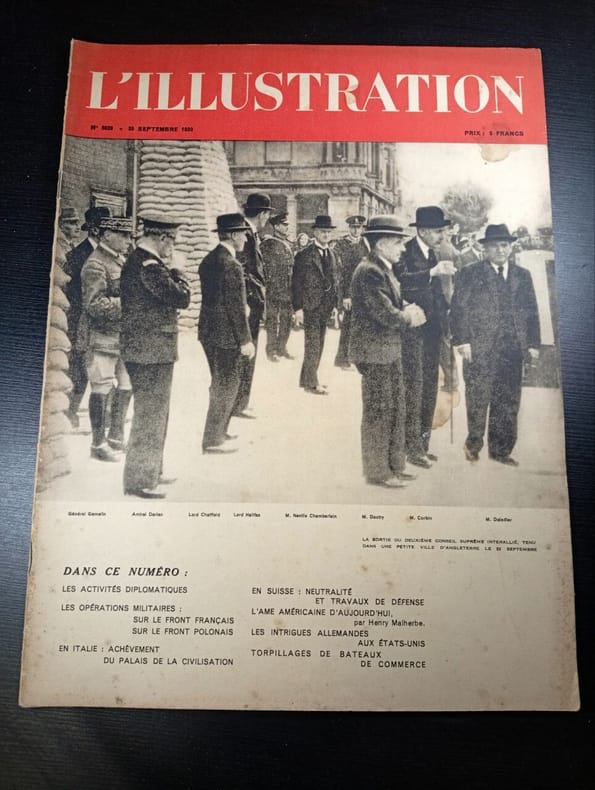 L'ILLUSTRATION
N° 5039 - 30 SEPTEMBRE 1939
PRIX : 5 FRANCS
Général Gamelin Amiral Darlan Lord Chatfield Lord Halifax M. Neville Chamberlain M. Dautry M. Corbin M. Daladier
LA SORTIE DU DEUXIÈME CONSEIL SUPRÊME INTERALLIÉ, TENU
DANS UNE PETITE VILLE D'ANGLETERRE LE 22 SEPTEMBRE
DANS CE NUMÉRO :
LES ACTIVITÉS DIPLOMATIQUES
LES OPÉRATIONS MILITAIRES :
SUR LE FRONT FRANÇAIS
SUR LE FRONT POLONAIS
EN ITALIE : ACHÈVEMENT
DU PALAIS DE LA CIVILISATION
EN SUISSE : NEUTRALITÉ
ET TRAVAUX DE DÉFENSE
L'AME AMÉRICAINE D'AUJOURD'HUI,
par Henry Malherbe.
LES INTRIGUES ALLEMANDES
AUX ÉTATS-UNIS
TORPILLAGES DE BATEAUX
DE COMMERCE